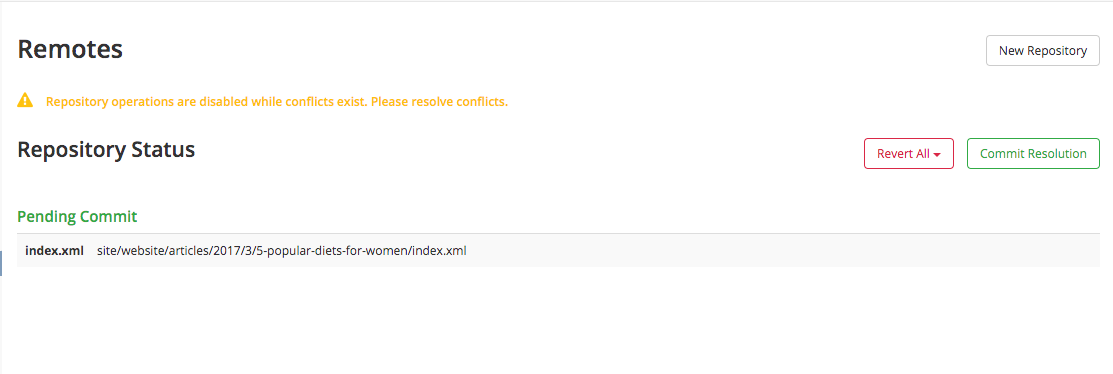 Remotes
New Repository
Repository operations are disabled while conflicts exist. Please resolve conflicts.
Repository Status
Revert All
Commit Resolution
Pending Commit
index.xml site/website/articles/2017/3/5-popular-diets-for-women/index.xml